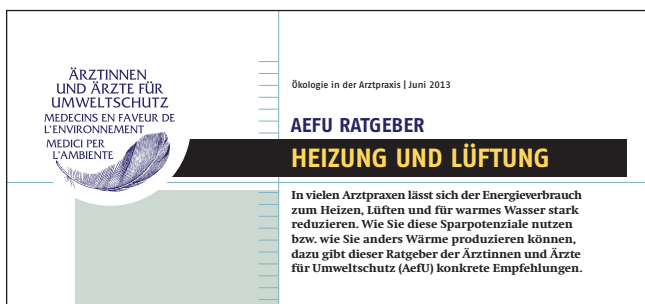 ÄRZTINNEN
UND ÄRZTE FÜR
UMWELTSCHUTZ
MEDECINS EN FAVEUR DE
L'ENVIRONNEMENT
MEDICI PER
L'AMBIENTE
Ökologie in der Arztpraxis | Juni 2013
AEFU RATGEBER
HEIZUNG UND LÜFTUNG
In vielen Arztpraxen lässt sich der Energieverbrauch
zum Heizen, Lüften und für warmes Wasser stark
reduzieren. Wie Sie diese Sparpotenziale nutzen
bzw. wie Sie anders Wärme produzieren können,
dazu gibt dieser Ratgeber der Ärztinnen und Ärzte
für Umweltschutz (AefU) konkrete Empfehlungen.